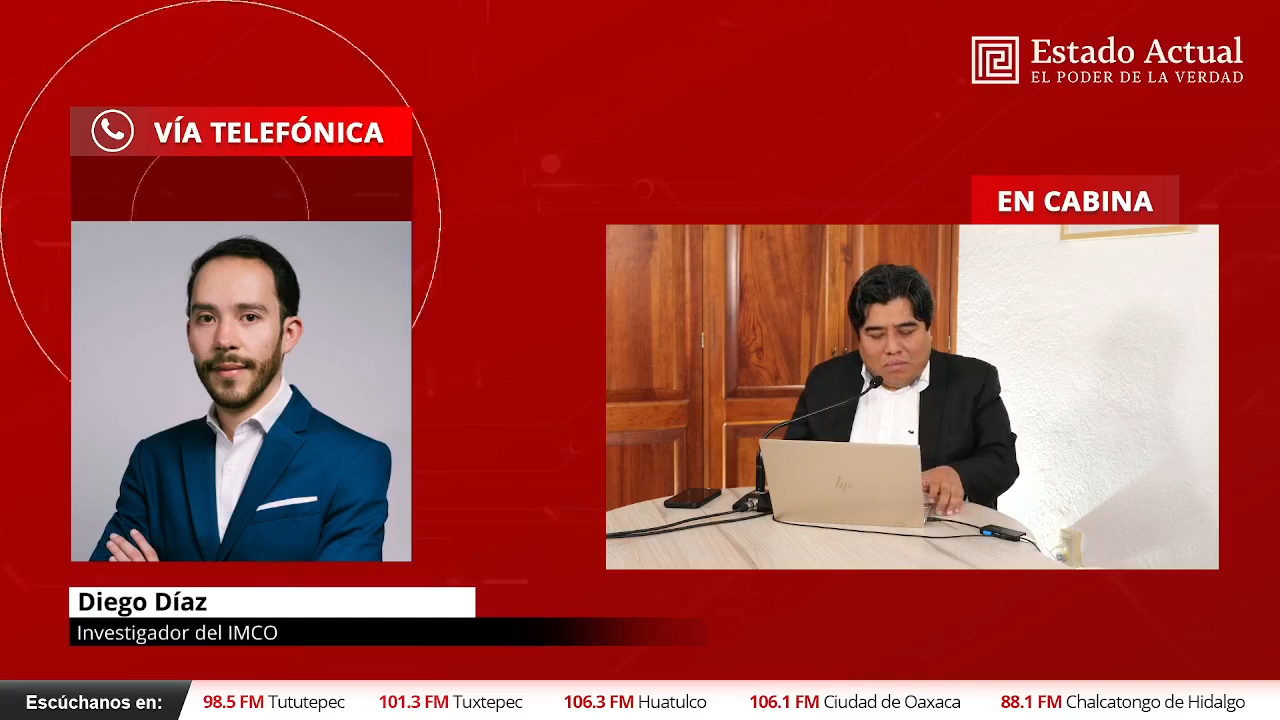 Estado Actual
EL PODER DE LA VERDAD
VÍA TELEFÓNICA
EN CABINA
hp
Diego Díaz
Investigador del IMCO
Escúchanos en: 98.5 FM Tututepec 101.3 FM Tuxtepec 106.3 FM Huatulco 106.1 FM Ciudad de Oaxaca 88.1 FM Chalcatongo de Hidalgo